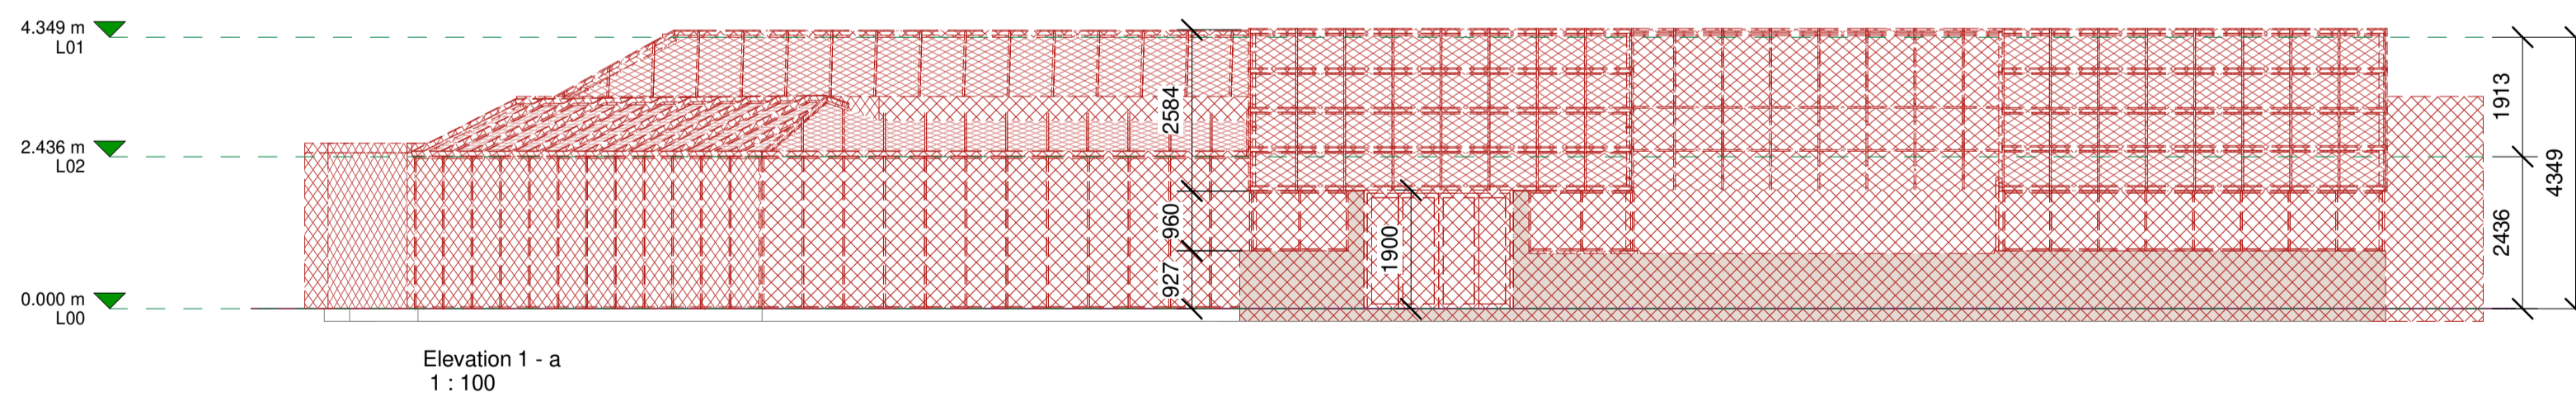 4.349 m
L01
2.436 m
L02
0.000 m
L00
2584
960
927
1900
1913
2436
4349
Elevation 1 - a
1 : 100